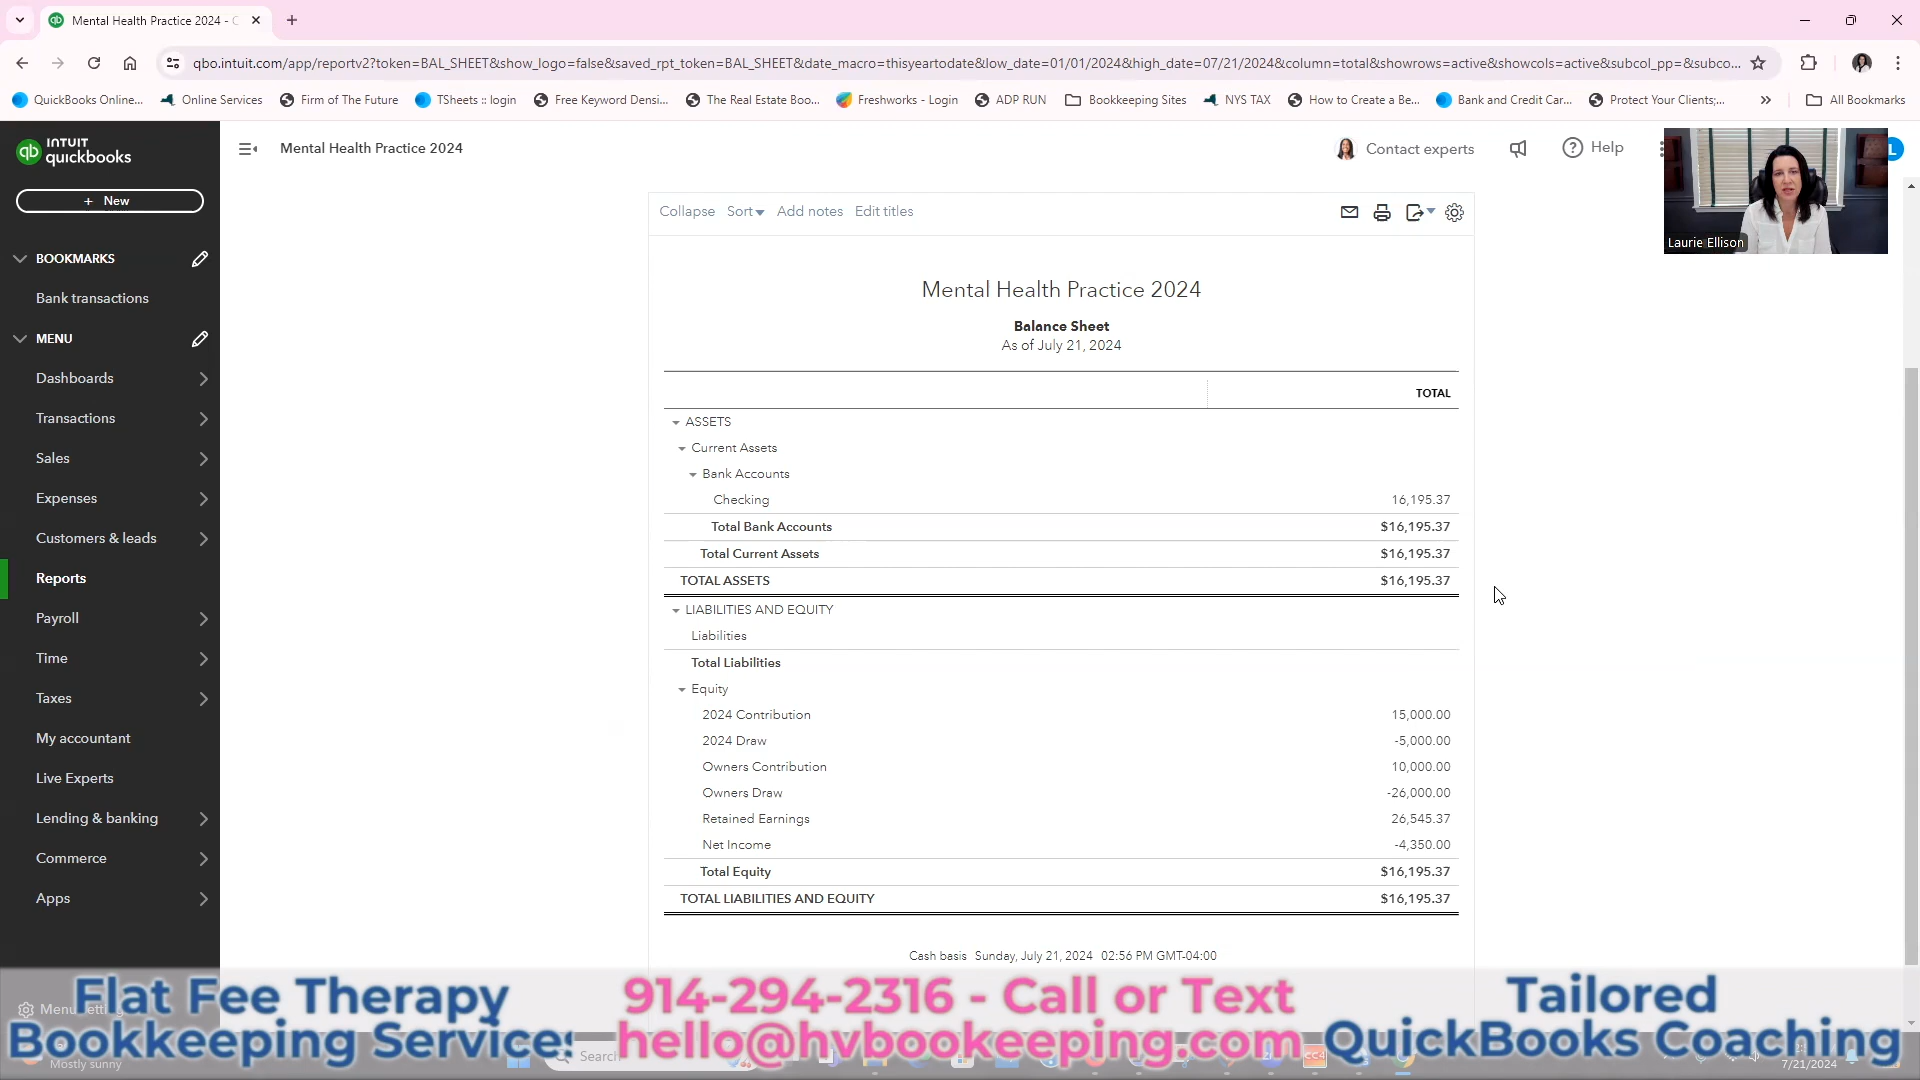 Mental Health Practice 2024 - C
qbo.intuit.com/app/reportv2?token=BAL_SHEET&show_logo=false&saved_rpt_token=BAL_SHEET&date_macro=thisyeartodate&low_date=01/01/2024&high_date=07/21/2024&column=total&showrows=active&showcols=active&subcol_pp=&subco...
QuickBooks Online... Online Services Firm of The Future TSheets :: login Free Keyword Densi... The Real Estate Boo... Freshworks - Login ADP RUN Bookkeeping Sites NYS TAX How to Create a Be... Bank and Credit Car... Protect Your Clients;... » All Bookmarks
INTUIT
quickbooks
Mental Health Practice 2024
Contact experts
Help
L
Laurie Ellison
+ New
BOOKMARKS
Bank transactions
MENU
Dashboards
Transactions
Sales
Expenses
Customers & leads
Reports
Payroll
Time
Taxes
My accountant
Live Experts
Lending & banking
Commerce
Apps
Collapse Sort Add notes Edit titles
Mental Health Practice 2024
Balance Sheet
As of July 21, 2024
TOTAL
ASSETS
Current Assets
Bank Accounts
Checking 16,195.37
Total Bank Accounts $16,195.37
Total Current Assets $16,195.37
TOTAL ASSETS $16,195.37
LIABILITIES AND EQUITY
Liabilities
Total Liabilities
Equity
2024 Contribution 15,000.00
2024 Draw -5,000.00
Owners Contribution 10,000.00
Owners Draw -26,000.00
Retained Earnings 26,545.37
Net Income -4,350.00
Total Equity $16,195.37
TOTAL LIABILITIES AND EQUITY $16,195.37
Cash basis Sunday, July 21, 2024 02:56 PM GMT-04:00
Flat Fee Therapy
Bookkeeping Services
914-294-2316 - Call or Text
hello@hvbookeeping.com
Tailored
QuickBooks Coaching
Menu
Search
Mostly sunny
7/21/2024